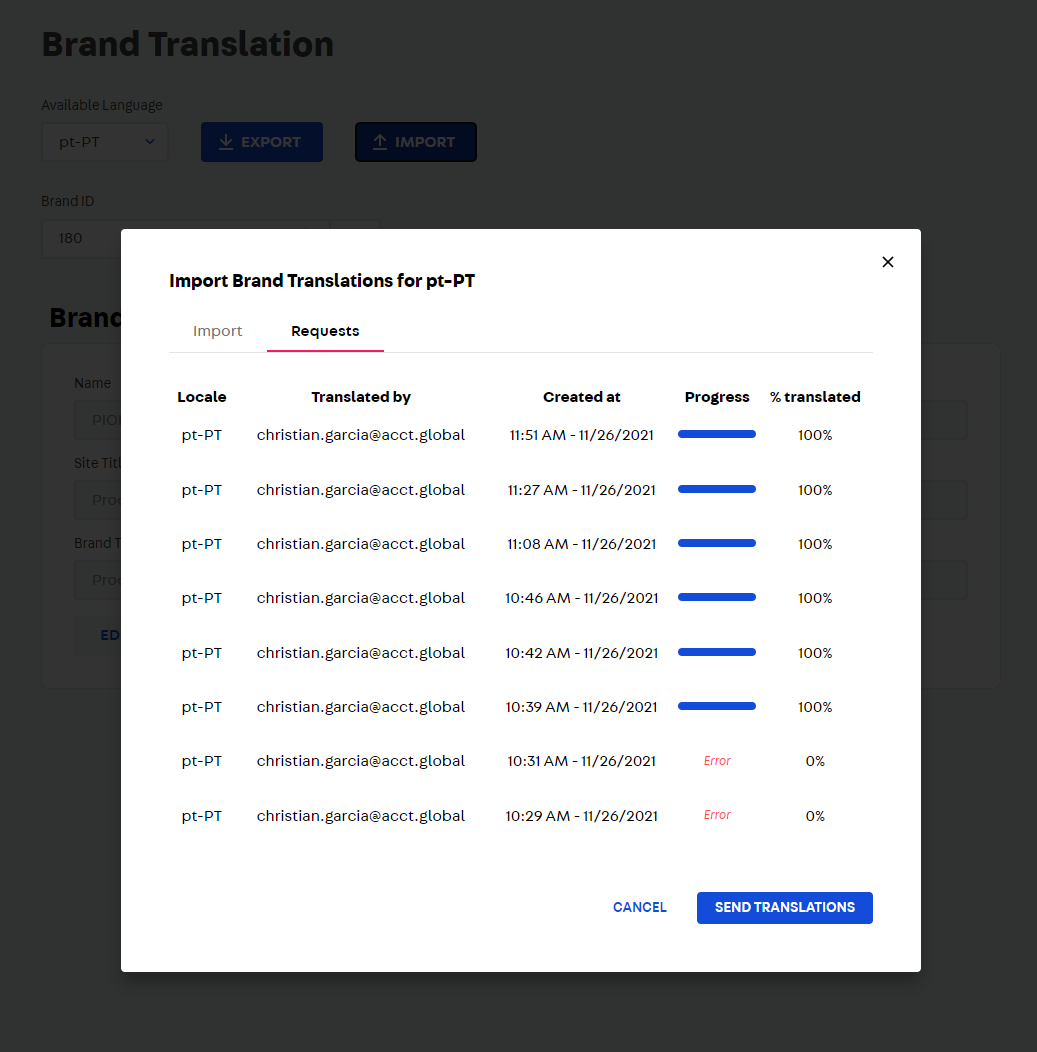 Brand Translation
Available Language
pt-PT
EXPORT
IMPORT
Brand ID
180
Brand
Import Brand Translations for pt-PT
Import Requests
Locale Translated by Created at Progress % translated
pt-PT christian.garcia@acct.global 11:51 AM - 11/26/2021 100%
pt-PT christian.garcia@acct.global 11:27 AM - 11/26/2021 100%
pt-PT christian.garcia@acct.global 11:08 AM - 11/26/2021 100%
pt-PT christian.garcia@acct.global 10:46 AM - 11/26/2021 100%
pt-PT christian.garcia@acct.global 10:42 AM - 11/26/2021 100%
pt-PT christian.garcia@acct.global 10:39 AM - 11/26/2021 100%
pt-PT christian.garcia@acct.global 10:31 AM - 11/26/2021 Error 0%
pt-PT christian.garcia@acct.global 10:29 AM - 11/26/2021 Error 0%
CANCEL SEND TRANSLATIONS
Name
Site
Brand